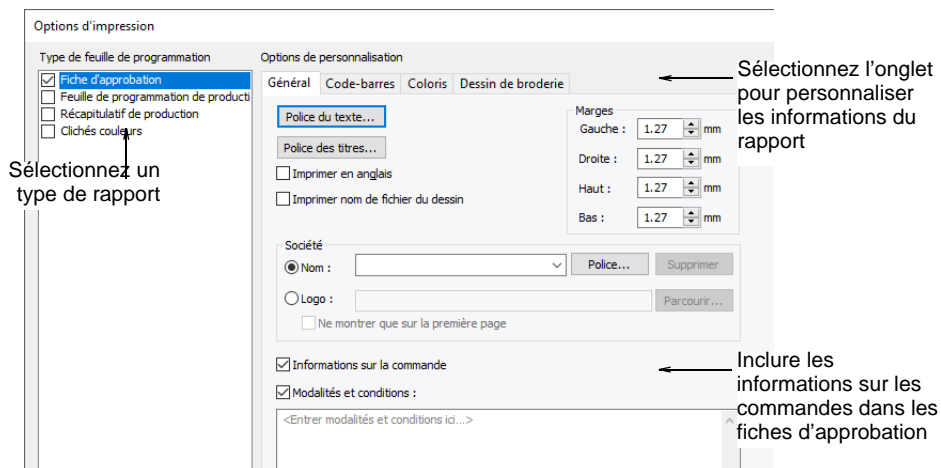 Options d'impression
Type de feuille de programmation
Fiche d'approbation
Feuille de programmation de producti
Récapitulatif de production
Clichés couleurs
Sélectionnez un
type de rapport
Options de personnalisation
Général Code-barres Coloris Dessin de broderie
Police du texte...
Police des titres...
Imprimer en anglais
Imprimer nom de fichier du dessin
Marges
Gauche : 1.27 mm
Droite : 1.27 mm
Haut : 1.27 mm
Bas : 1.27 mm
Société
Nom : Police... Supprimer
Logo : Parcourir...
Ne montrer que sur la première page
Informations sur la commande
Modalités et conditions :
<Entrer modalités et conditions ici...>
Sélectionnez l'onglet
pour personnaliser
les informations du
rapport
Inclure les
informations sur les
commandes dans les
fiches d'approbation